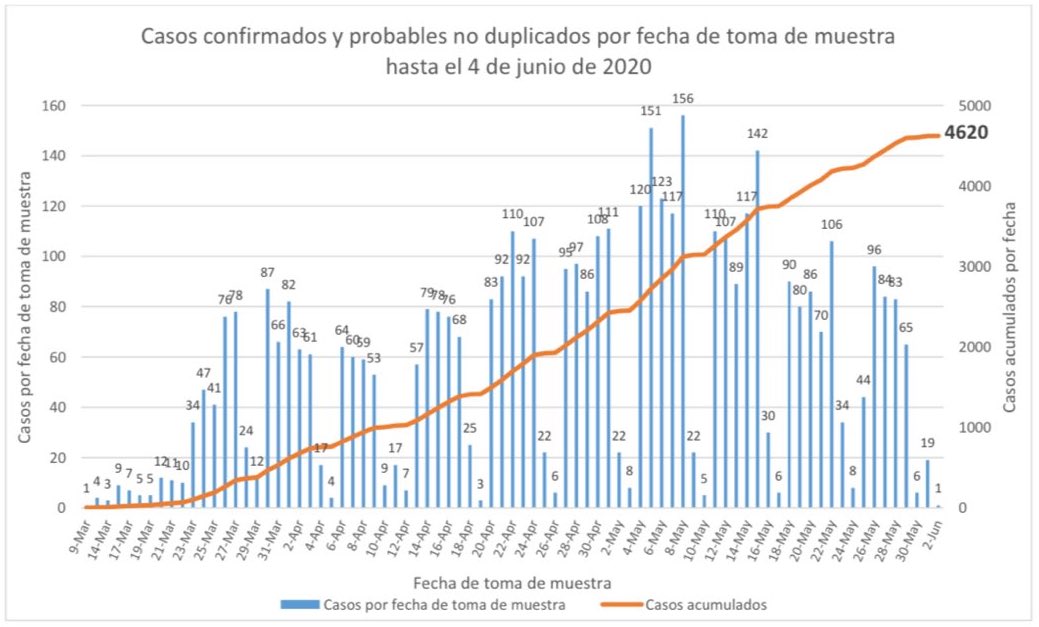 Casos confirmados y probables no duplicados por fecha de toma de muestra
hasta el 4 de junio de 2020
Casos por fecha de toma de muestra
160
140
120
100
80
60
40
20
0
1
4
3
9
7
5
5
12
11
10
34
47
41
76
78
24
12
87
66
82
63
61
17
4
64
60
59
53
9
17
7
57
79
78
76
68
25
3
83
92
110
92
107
22
6
95
97
86
108
111
22
8
120
151
123
117
156
22
5
110
107
89
117
142
30
6
90
80
86
70
106
34
8
44
96
84
83
65
6
19
1
4620
5000
4000
3000
2000
1000
0
Casos acumulados por fecha
9-Mar
14-Mar
17-Mar
19-Mar
21-Mar
23-Mar
25-Mar
27-Mar
29-Mar
31-Mar
2-Apr
4-Apr
6-Apr
8-Apr
10-Apr
12-Apr
14-Apr
16-Apr
18-Apr
20-Apr
22-Apr
24-Apr
26-Apr
28-Apr
30-Apr
2-May
4-May
6-May
8-May
10-May
12-May
14-May
16-May
18-May
20-May
22-May
24-May
26-May
28-May
30-May
2-Jun
Fecha de toma de muestra
Casos por fecha de toma de muestra
Casos acumulados